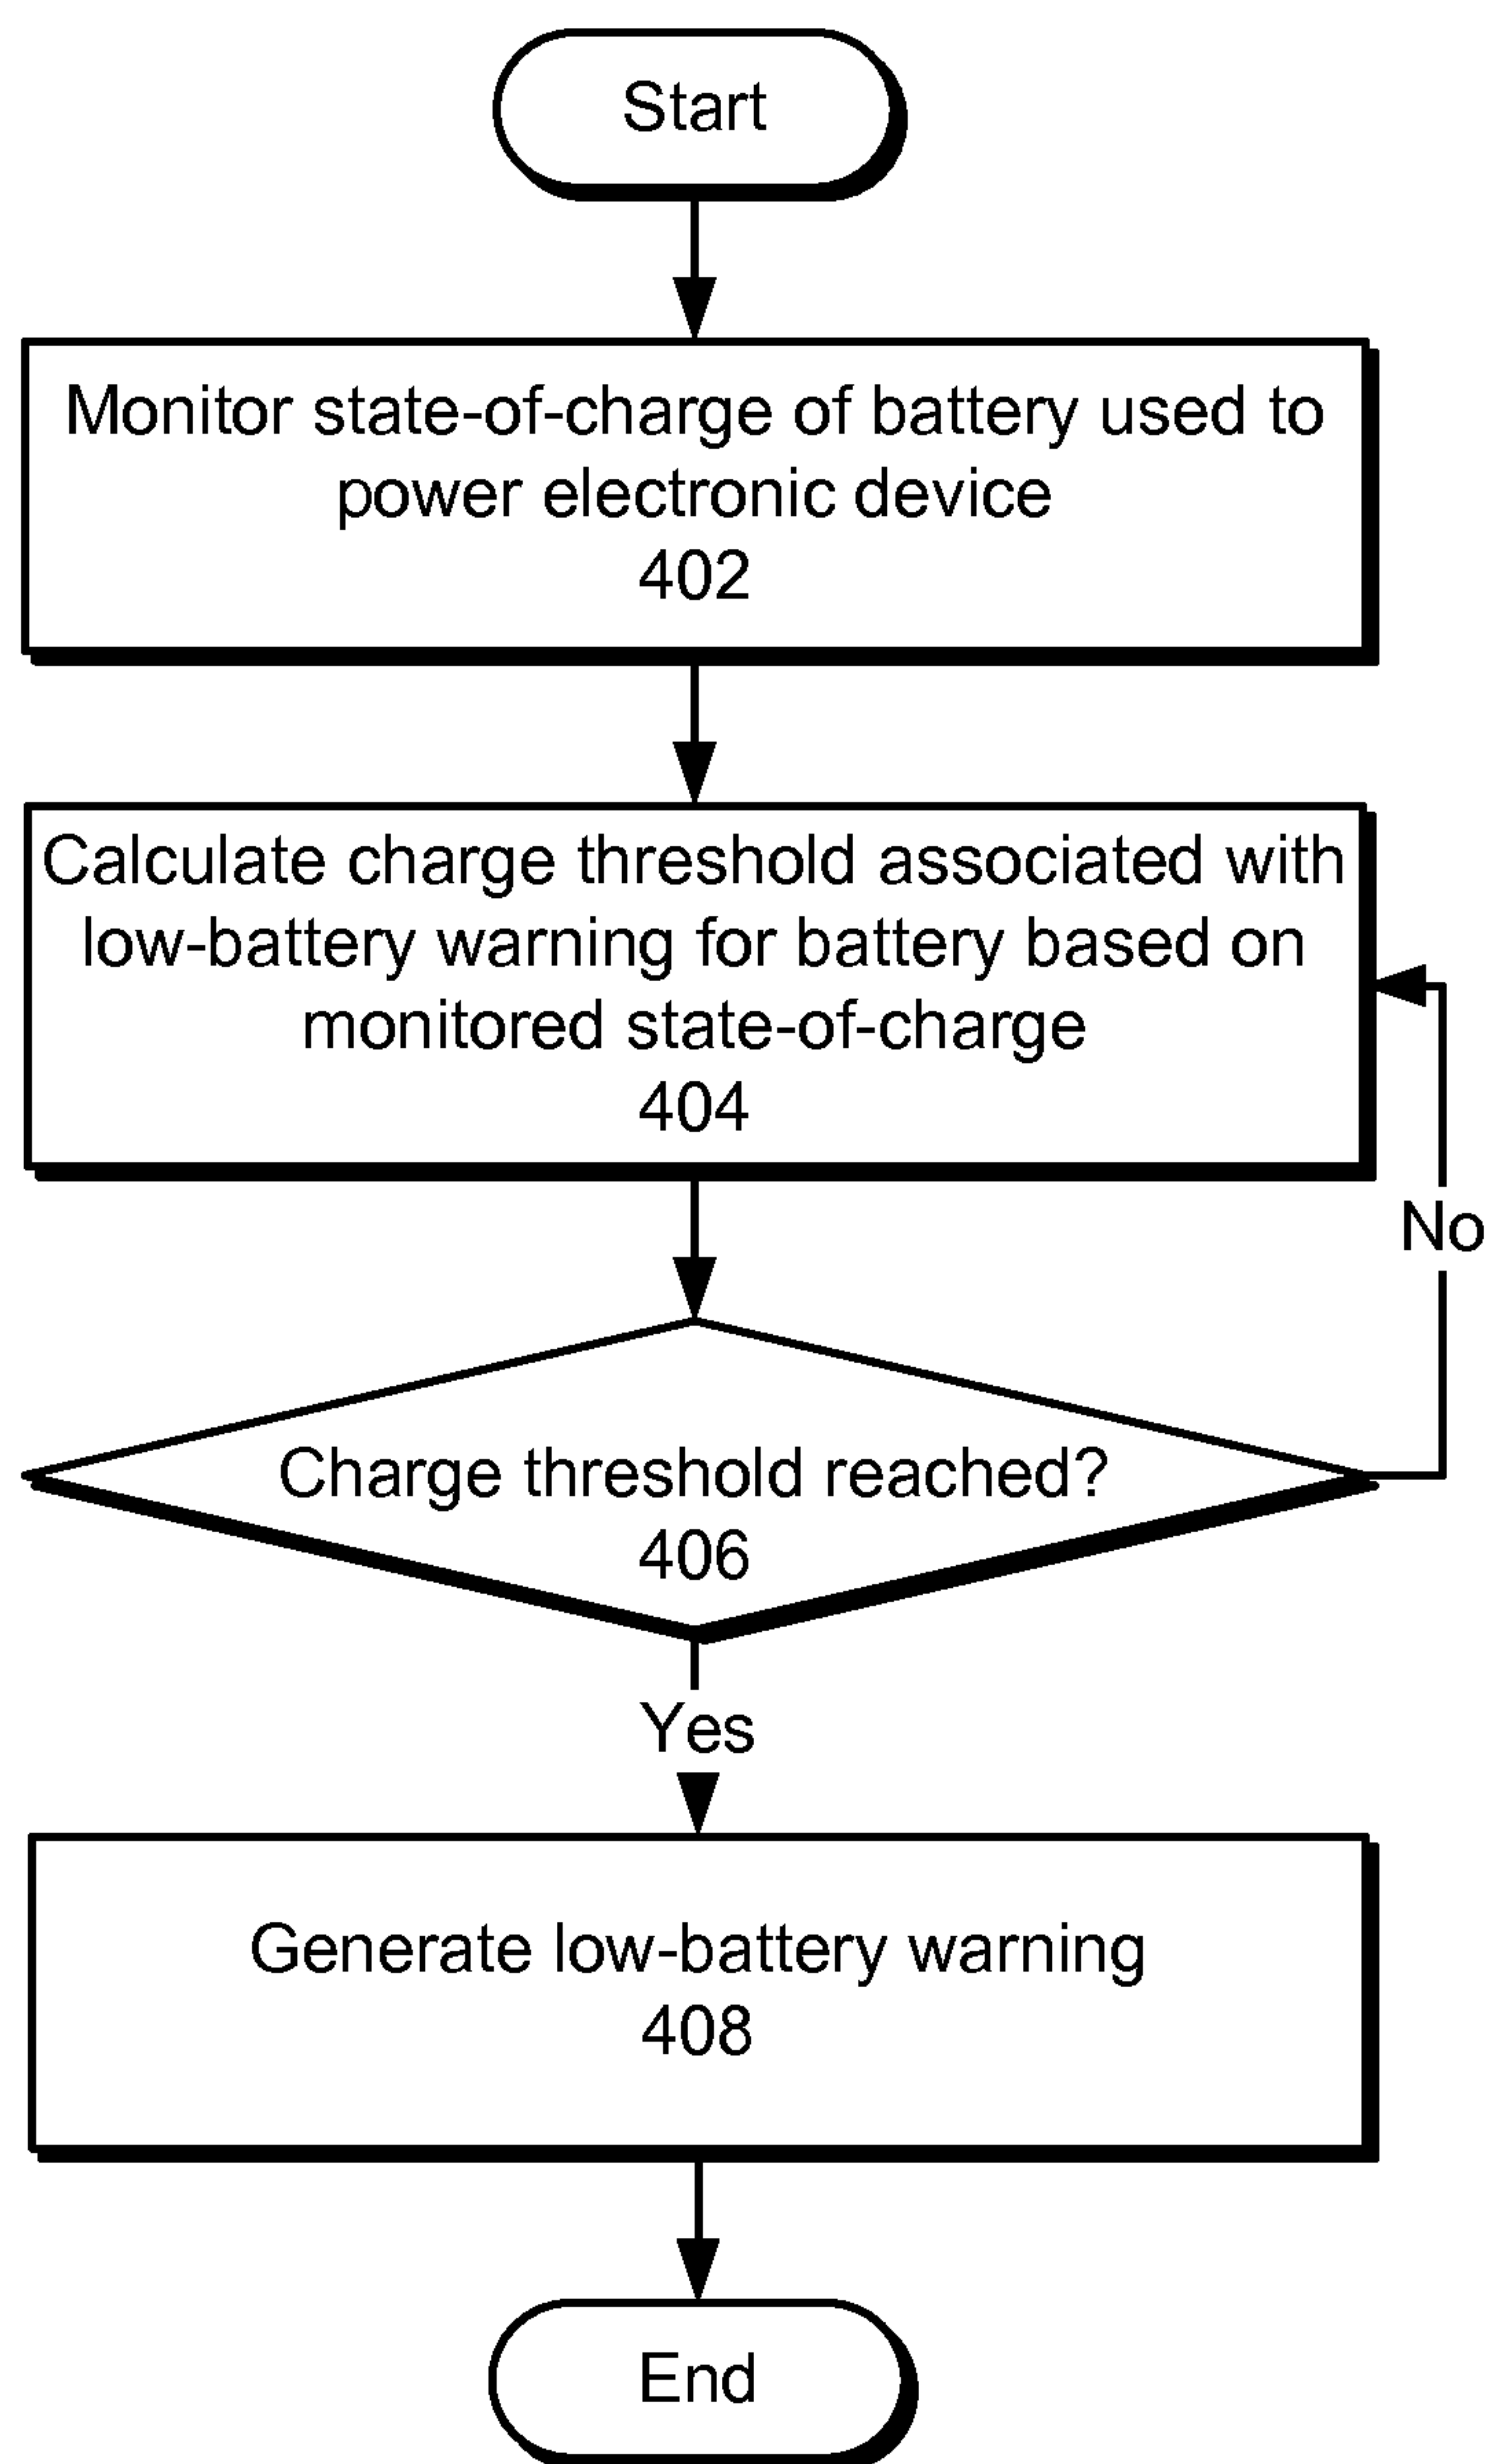 Start
Monitor state-of-charge of battery used to
power electronic device
402
Calculate charge threshold associated with
low-battery warning for battery based on
monitored state-of-charge
404
No
Charge threshold reached?
406
Yes
Generate low-battery warning
408
End